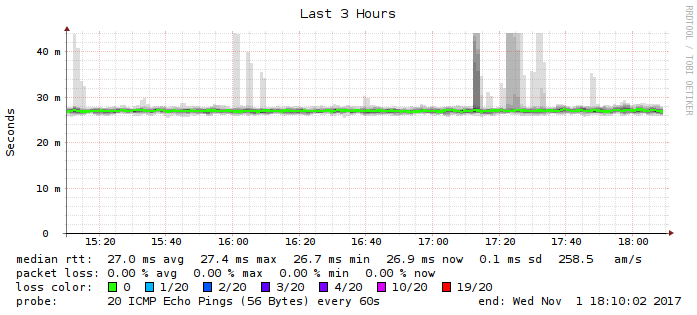 Last 3 Hours
RRDTOOL / TOBI OETIKER
Seconds
40 m
30 m
20 m
10 m
0
15:20 15:40 16:00 16:20 16:40 17:00 17:20 17:40 18:00
median rtt: 27.0 ms avg 27.4 ms max 26.7 ms min 26.9 ms now 0.1 ms sd 258.5 am/s
packet loss: 0.00 % avg 0.00 % max 0.00 % min 0.00 % now
loss color: 0 1/20 2/20 3/20 4/20 10/20 19/20
probe: 20 ICMP Echo Pings (56 Bytes) every 60s end: Wed Nov 1 18:10:02 2017